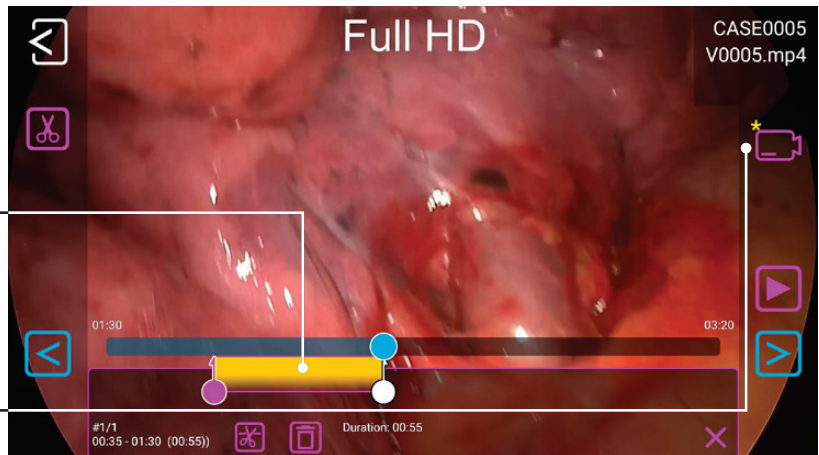 Full HD
CASE0005
V0005.mp4
*
01:30
03:20
#1/1
00:35 - 01:30 (00:55))
Duration: 00:55